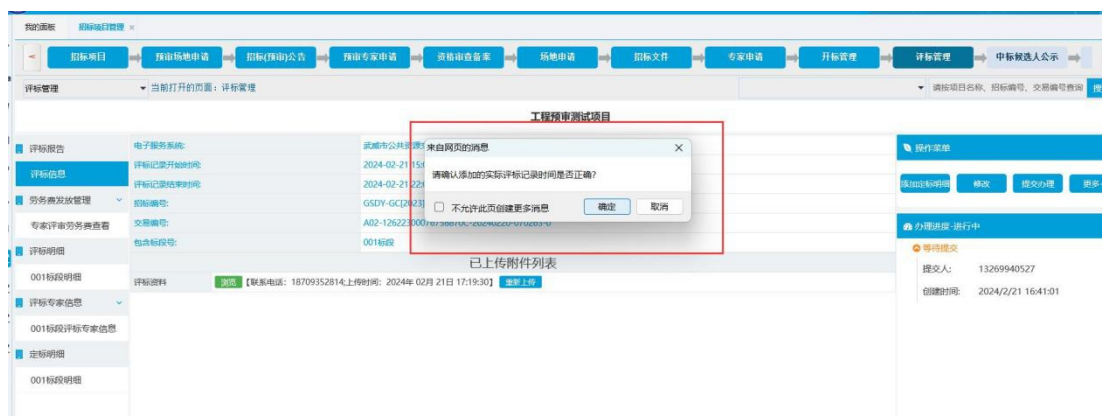 我的面板 招标项目管理 ×
招标项目 预审场地申请 招标(预审)公告 预审专家申请 资格审查备案 场地申请 招标文件 专家申请 开标管理 评标管理 中标候选人公示
评标管理 当前打开的页面：评标管理 请按项目名称、招标编号、交易编号查询 搜
工程预审测试项目
评标报告
评标信息
劳务费发放管理
专家评审劳务费查看
评标明细
001标段明细
评标专家信息
001标段评标专家信息
定标明细
001标段明细
电子服务系统: 武威市公共资源
评标记录开始时间: 2024-02-21 15:
评标记录结束时间: 2024-02-21 22:
招标编号: GSDY-GC[2023]
交易编号:
包含标段号: 001标段
来自网页的消息
请确认添加的实际评标记录时间是否正确?
不允许此页创建更多消息 确定 取消
已上传附件列表
评标资料 浏览 【联系电话：18709352814;上传时间：2024年 02月 21日 17:19:30】 重新上传
操作菜单
添加定标明细 修改 提交办理 更多
办理进度-进行中
等待提交
提交人: 13269940527
创建时间: 2024/2/21 16:41:01